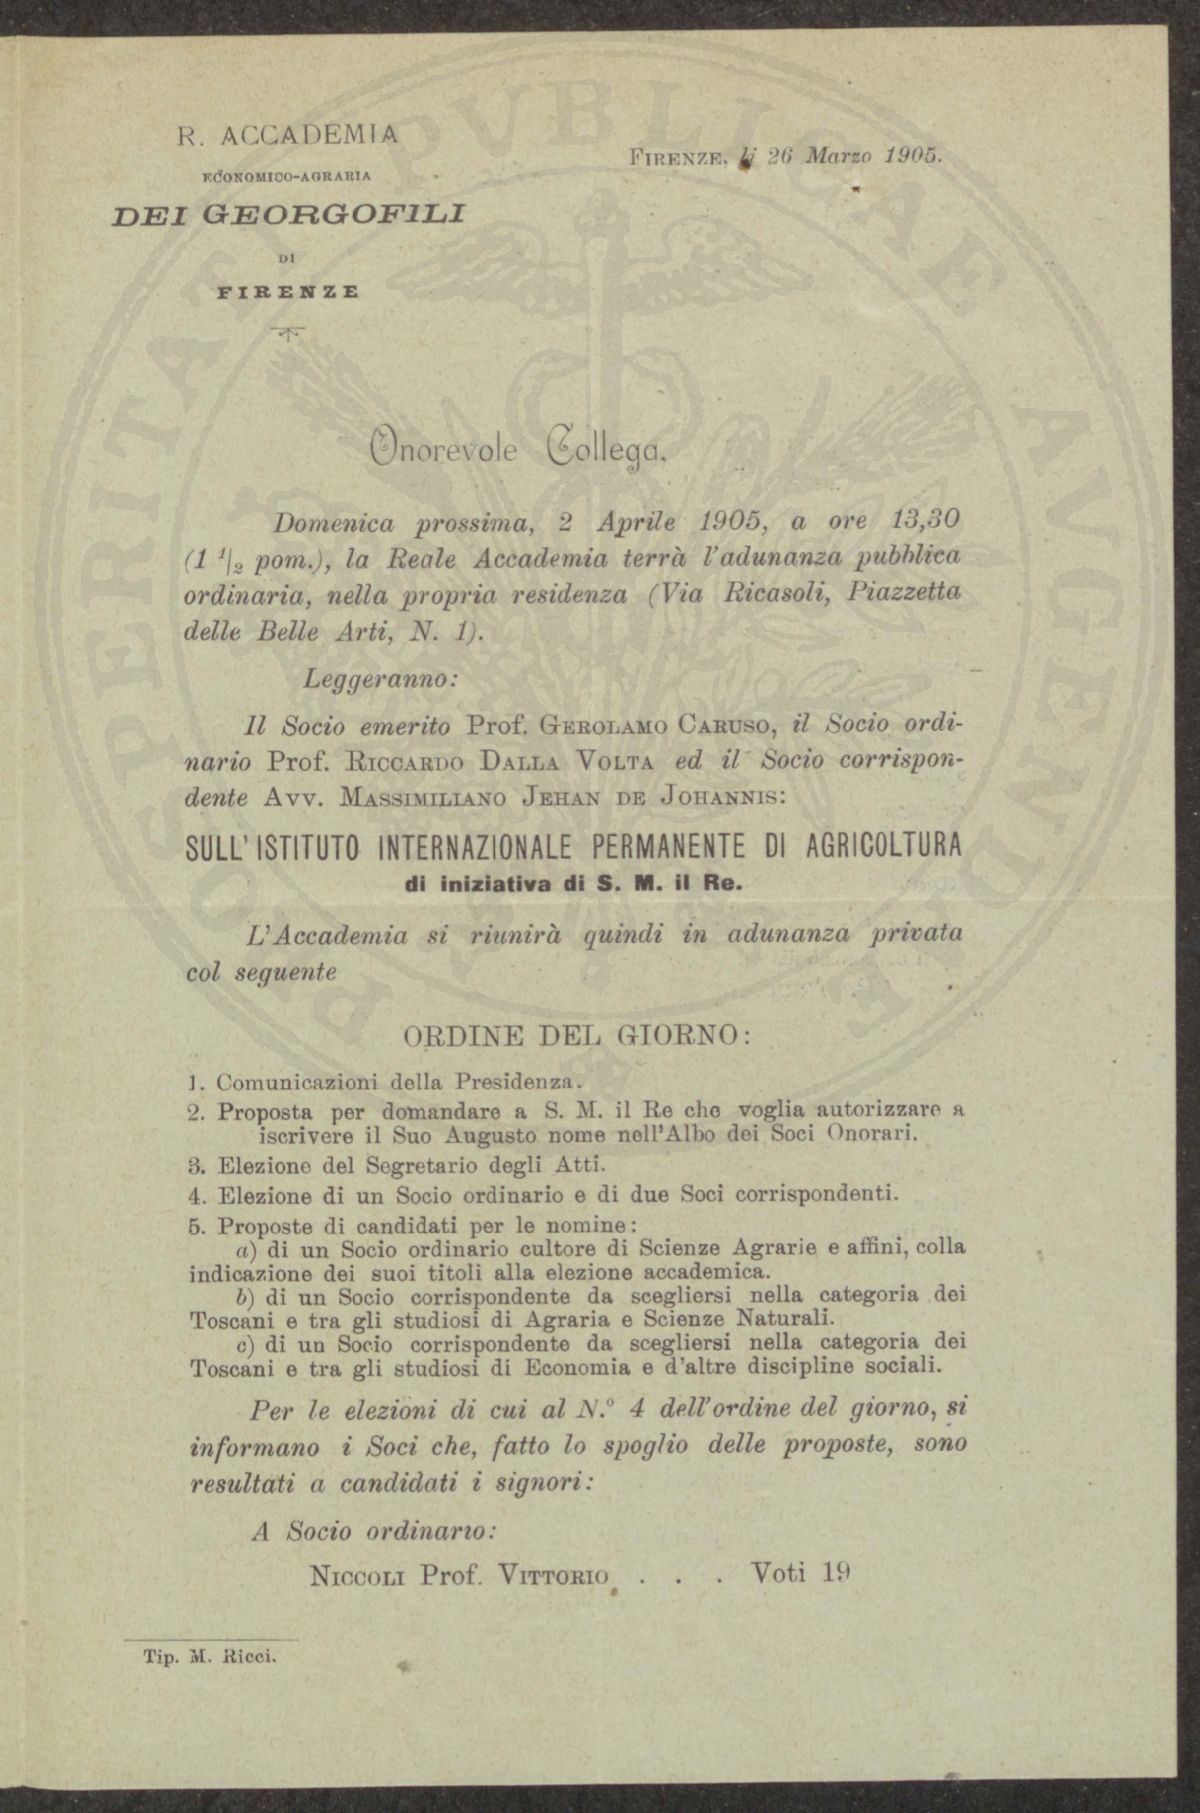 R. ACCADEMIA
ECONOMICO-AGRARIA
DEI GEORGOFILI
DI
FIRENZE
FIRENZE, li 26 Marzo 1905.
Onorevole Collega.
Domenica prossima, 2 Aprile 1905, a ore 13,30
(1 1/2 pom.), la Reale Accademia terrà l'adunanza pubblica
ordinaria, nella propria residenza (Via Ricasoli, Piazzetta
delle Belle Arti, N. 1).
Leggeranno:
Il Socio emerito Prof. GEROLAMO CARUSO, il Socio ordi-
nario Prof. RICCARDO DALLA VOLTA ed il Socio corrispon-
dente AVV. MASSIMILIANO JEHAN DE JOHANNIS:
SULL' ISTITUTO INTERNAZIONALE PERMANENTE DI AGRICOLTURA
di iniziativa di S. M. il Re.
L'Accademia si riunirà quindi in adunanza privata
col seguente
ORDINE DEL GIORNO:
1. Comunicazioni della Presidenza.
2. Proposta per domandare a S. M. il Re che voglia autorizzare a
iscrivere il Suo Augusto nome nell'Albo dei Soci Onorari.
3. Elezione del Segretario degli Atti.
4. Elezione di un Socio ordinario e di due Soci corrispondenti.
5. Proposte di candidati per le nomine:
a) di un Socio ordinario cultore di Scienze Agrarie e affini, colla
indicazione dei suoi titoli alla elezione accademica.
b) di un Socio corrispondente da scegliersi nella categoria dei
Toscani e tra gli studiosi di Agraria e Scienze Naturali.
c) di un Socio corrispondente da scegliersi nella categoria dei
Toscani e tra gli studiosi di Economia e d'altre discipline sociali.
Per le elezioni di cui al N.° 4 dell'ordine del giorno, si
informano i Soci che, fatto lo spoglio delle proposte, sono
resultati a candidati i signori:
A Socio ordinario:
NICCOLI Prof. VITTORIO . . . Voti 19
Tip. M. Ricci.
PROSPERITATI PVBLICAE AVGENDAE